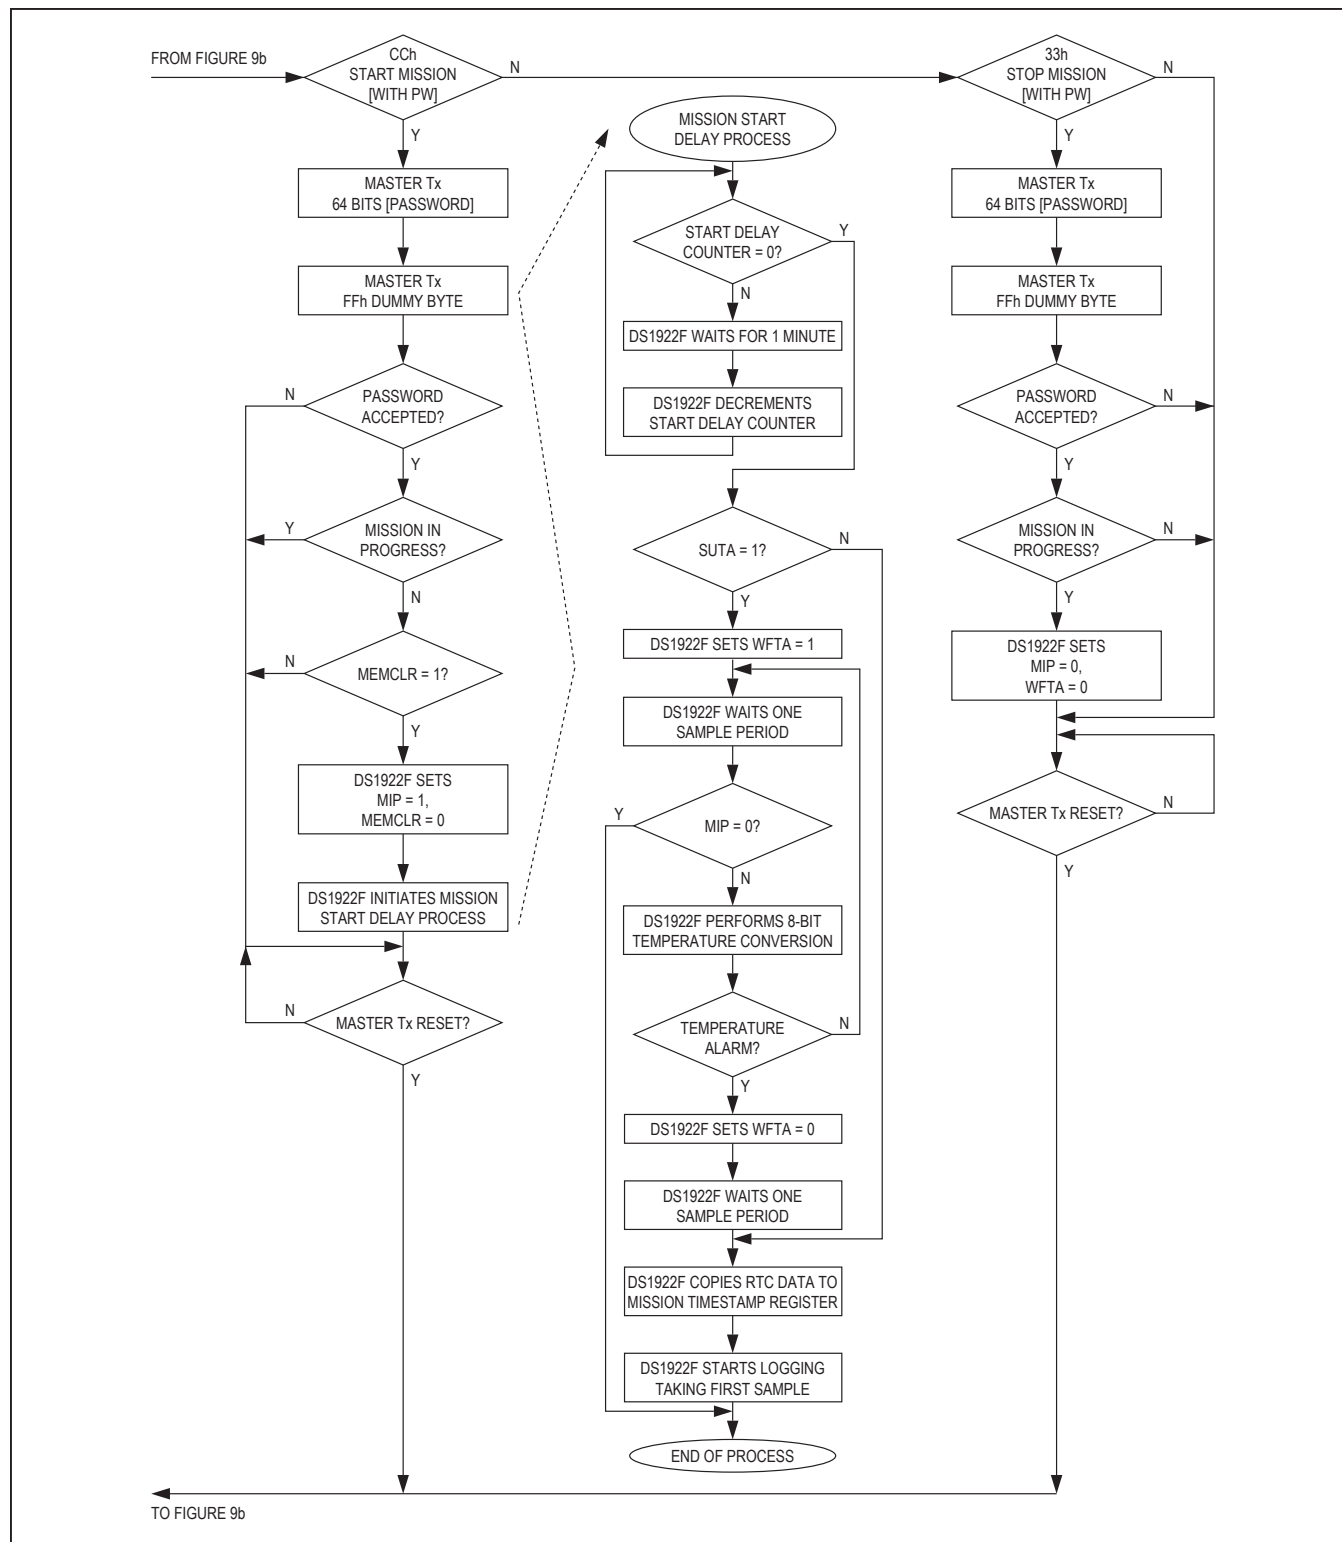 FROM FIGURE 9b
CCh
START MISSION
[WITH PW]
N
Y
MASTER Tx
64 BITS [PASSWORD]
MASTER Tx
FFh DUMMY BYTE
PASSWORD
ACCEPTED?
N
Y
MISSION IN
PROGRESS?
Y
N
MEMCLR = 1?
N
Y
DS1922F SETS
MIP = 1,
MEMCLR = 0
DS1922F INITIATES MISSION
START DELAY PROCESS
MASTER Tx RESET?
N
Y
MISSION START
DELAY PROCESS
START DELAY
COUNTER = 0?
Y
N
DS1922F WAITS FOR 1 MINUTE
DS1922F DECREMENTS
START DELAY COUNTER
SUTA = 1?
N
Y
DS1922F SETS WFTA = 1
DS1922F WAITS ONE
SAMPLE PERIOD
MIP = 0?
Y
N
DS1922F PERFORMS 8-BIT
TEMPERATURE CONVERSION
TEMPERATURE
ALARM?
N
Y
DS1922F SETS WFTA = 0
DS1922F WAITS ONE
SAMPLE PERIOD
DS1922F COPIES RTC DATA TO
MISSION TIMESTAMP REGISTER
DS1922F STARTS LOGGING
TAKING FIRST SAMPLE
END OF PROCESS
33h
STOP MISSION
[WITH PW]
N
Y
MASTER Tx
64 BITS [PASSWORD]
MASTER Tx
FFh DUMMY BYTE
PASSWORD
ACCEPTED?
N
Y
MISSION IN
PROGRESS?
N
Y
DS1922F SETS
MIP = 0,
WFTA = 0
MASTER Tx RESET?
N
Y
TO FIGURE 9b